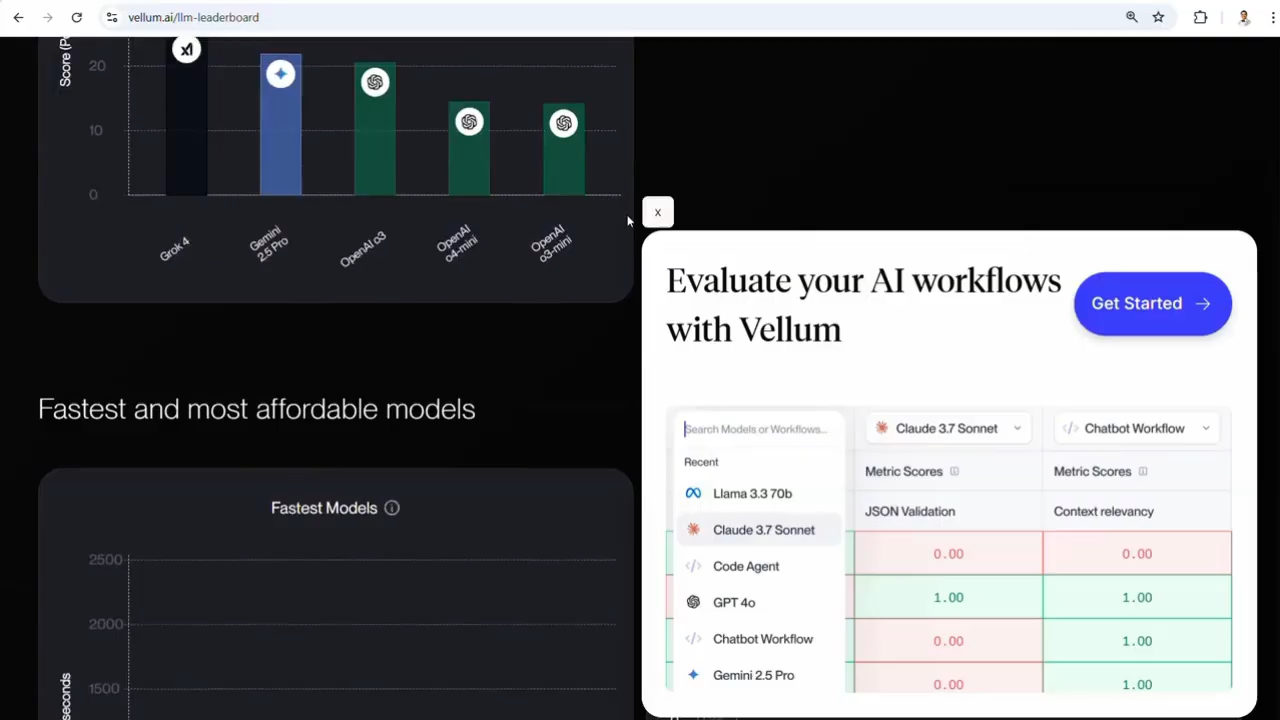 vellum.ai/llm-leaderboard
Score (P
20
10
0
Grok 4
Gemini
2.5 Pro
OpenAI o3
OpenAI
o4-mini
OpenAI
o3-mini
x
Evaluate your AI workflows
with Vellum
Get Started
Search Models or Workflows...
Recent
Llama 3.3 70b
Claude 3.7 Sonnet
Code Agent
GPT 4o
Chatbot Workflow
Gemini 2.5 Pro
Claude 3.7 Sonnet
Chatbot Workflow
Metric Scores
Metric Scores
JSON Validation
Context relevancy
0.00
0.00
1.00
1.00
0.00
1.00
0.00
1.00
Fastest and most affordable models
Fastest Models
2500
2000
1500
seconds